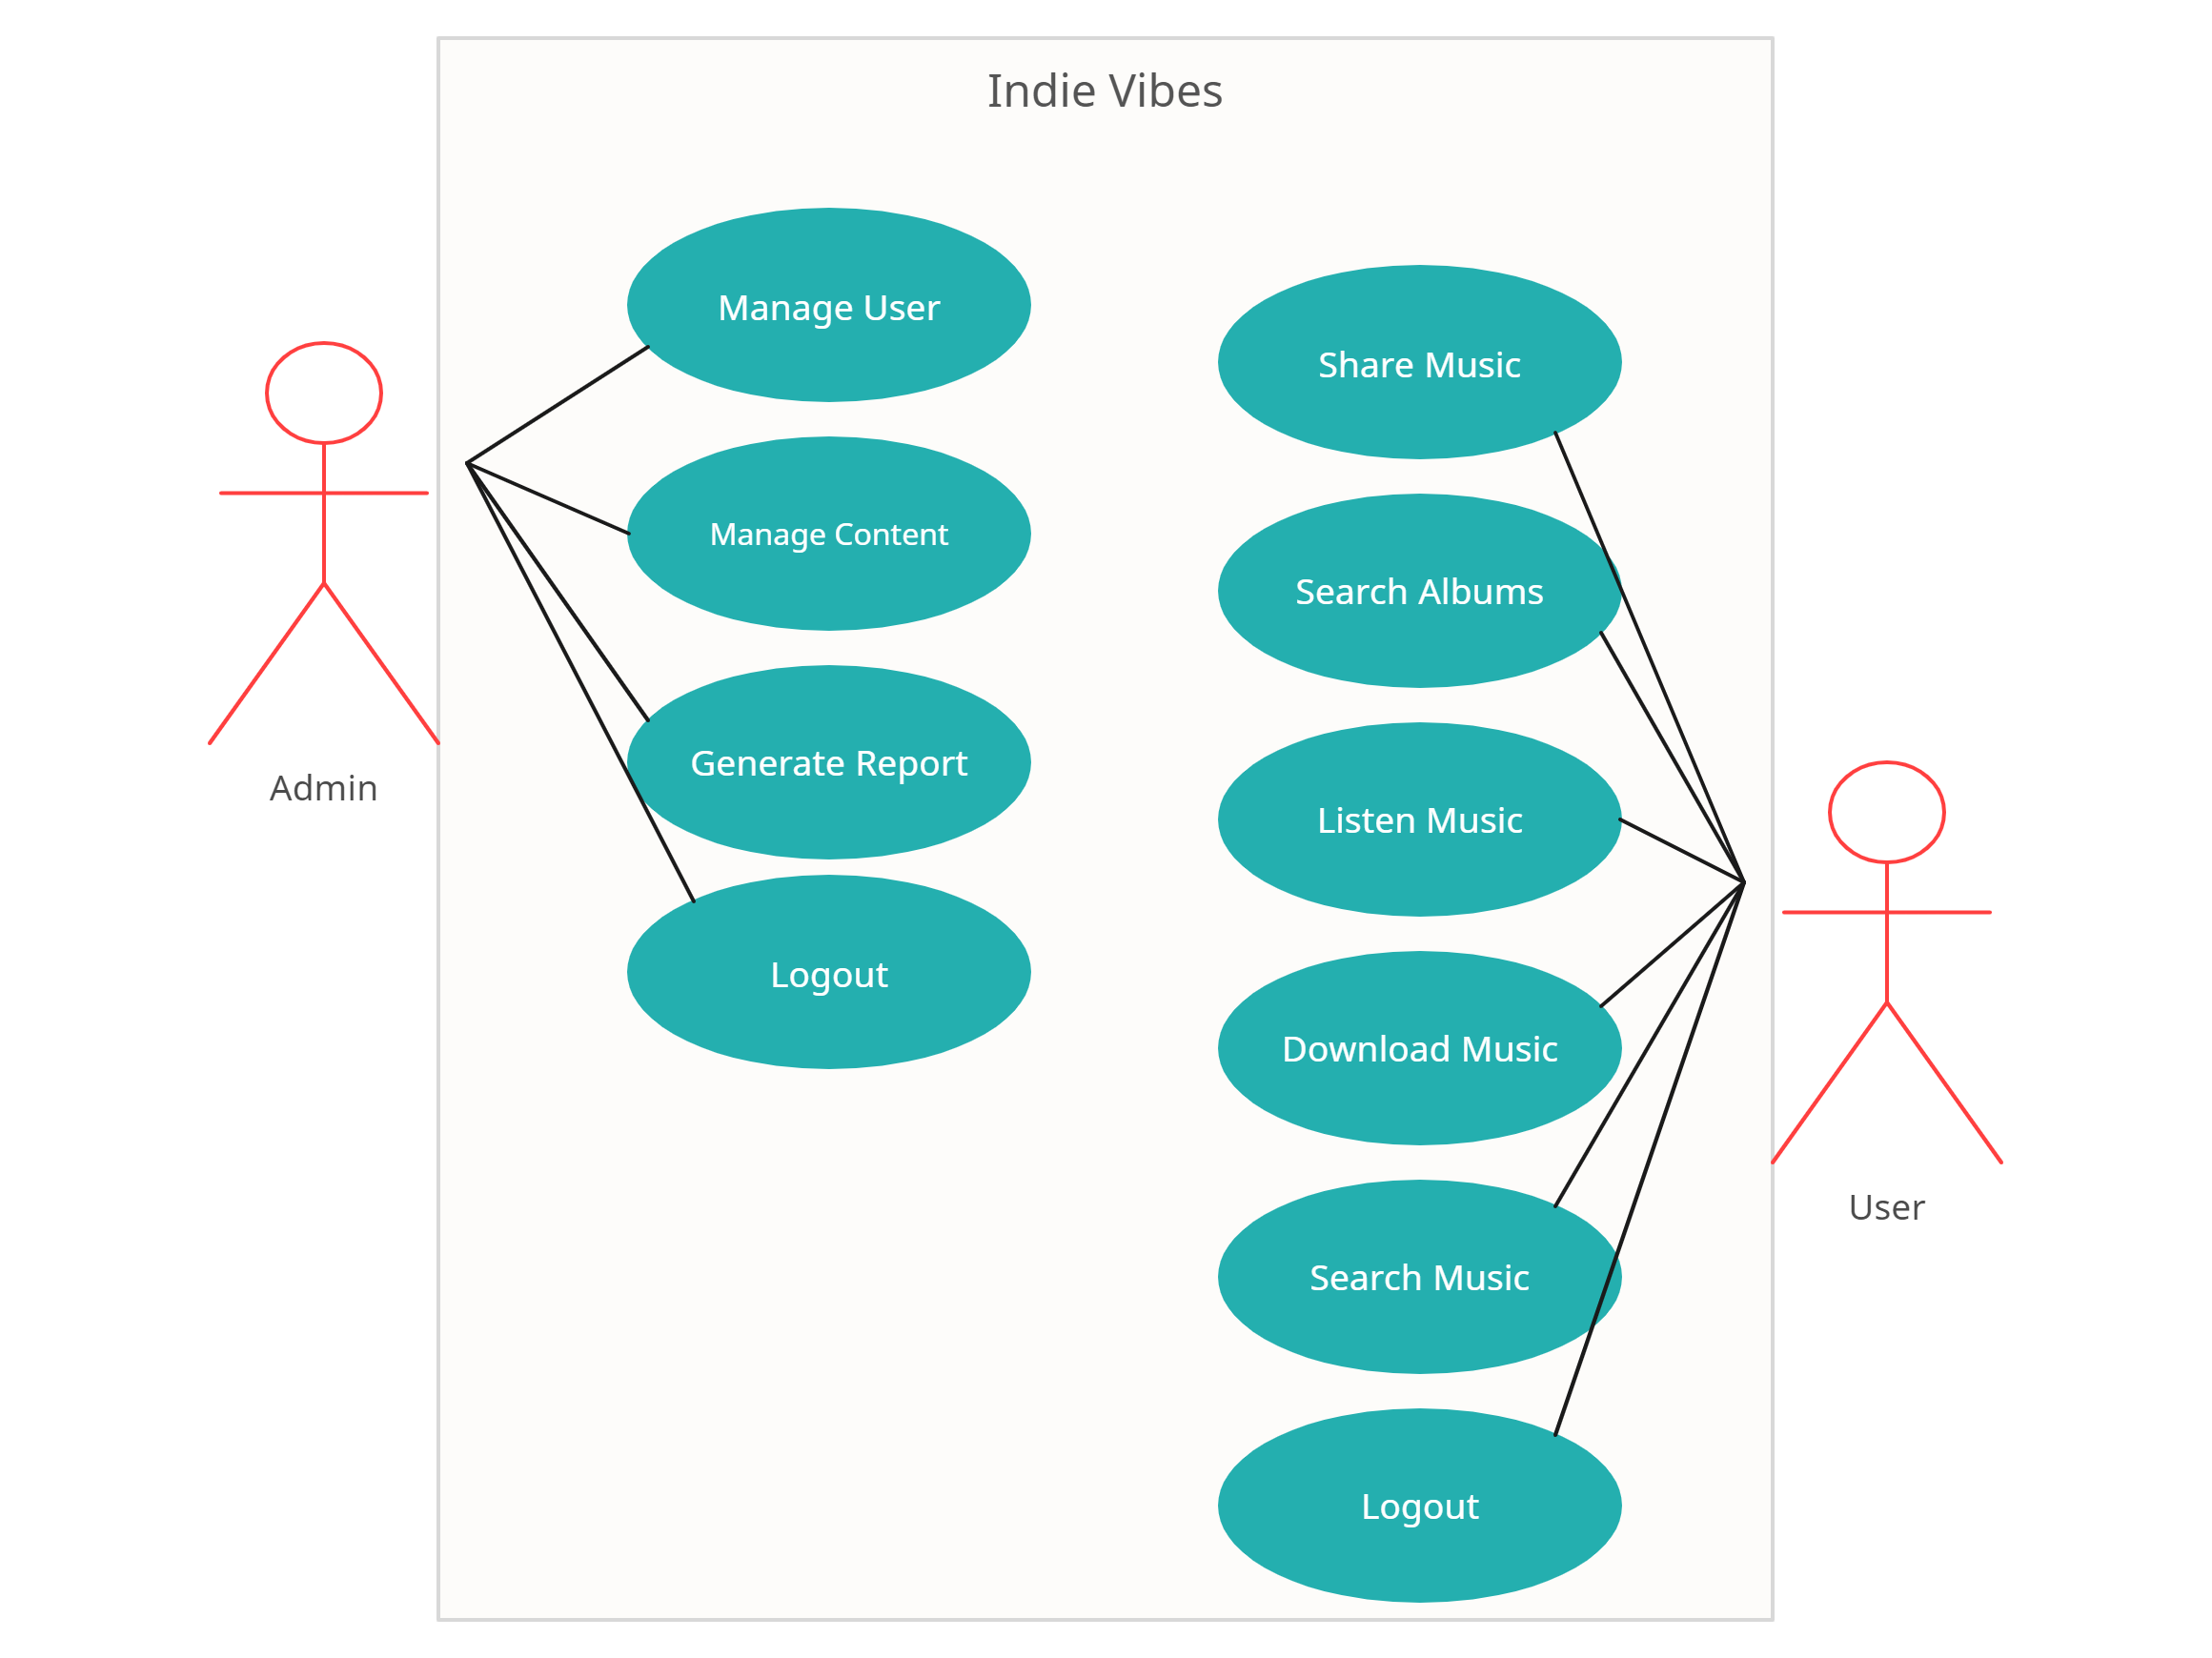 Indie Vibes
Manage User
Manage Content
Generate Report
Logout
Admin
Share Music
Search Albums
Listen Music
Download Music
Search Music
Logout
User